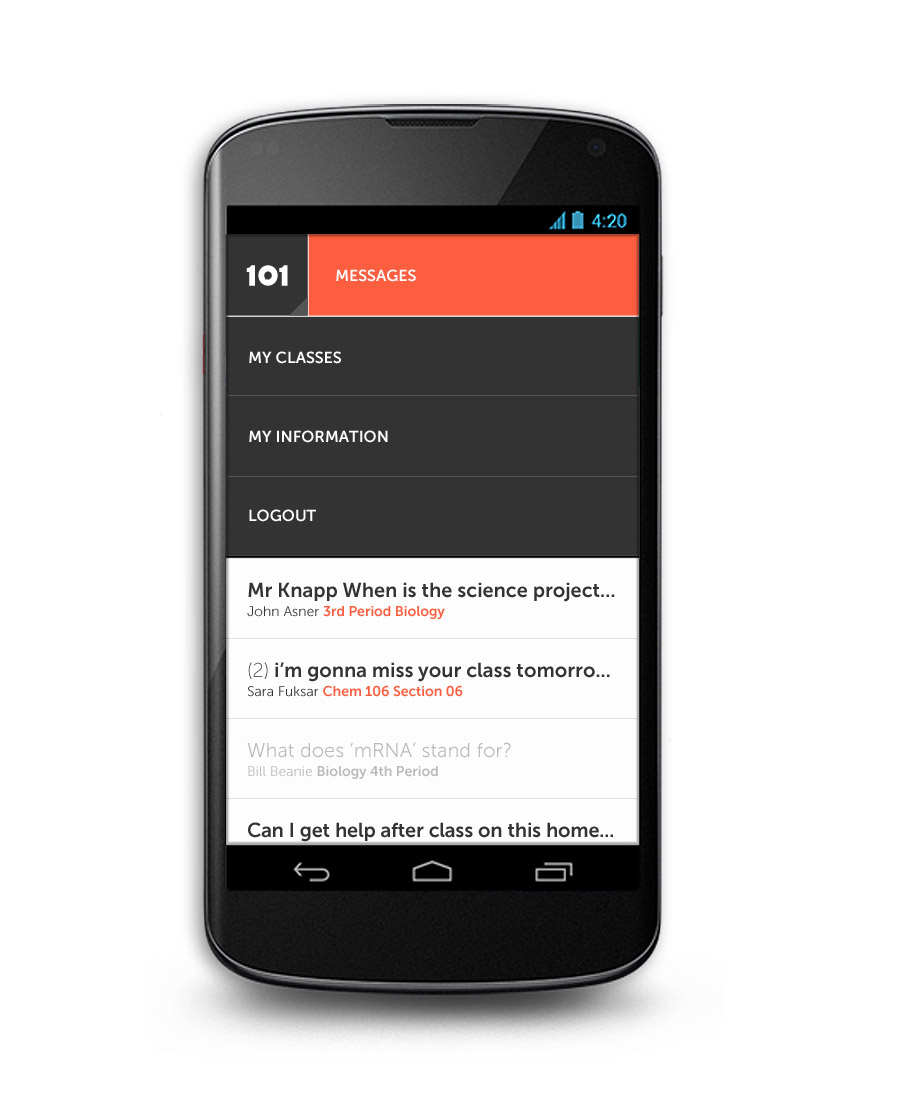 4:20
101
MESSAGES
MY CLASSES
MY INFORMATION
LOGOUT
Mr Knapp When is the science project...
John Asner 3rd Period Biology
(2) i’m gonna miss your class tomorro...
Sara Fuksar Chem 106 Section 06
What does ‘mRNA’ stand for?
Bill Beanie Biology 4th Period
Can I get help after class on this home...